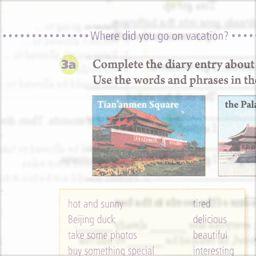 Where did you go on vacation?
3a Complete the diary entry about
Use the words and phrases in the
Tian'anmen Square
the Pala
hot and sunny
tired
Beijing duck
delicious
take some photos
beautiful
buy something special
interesting